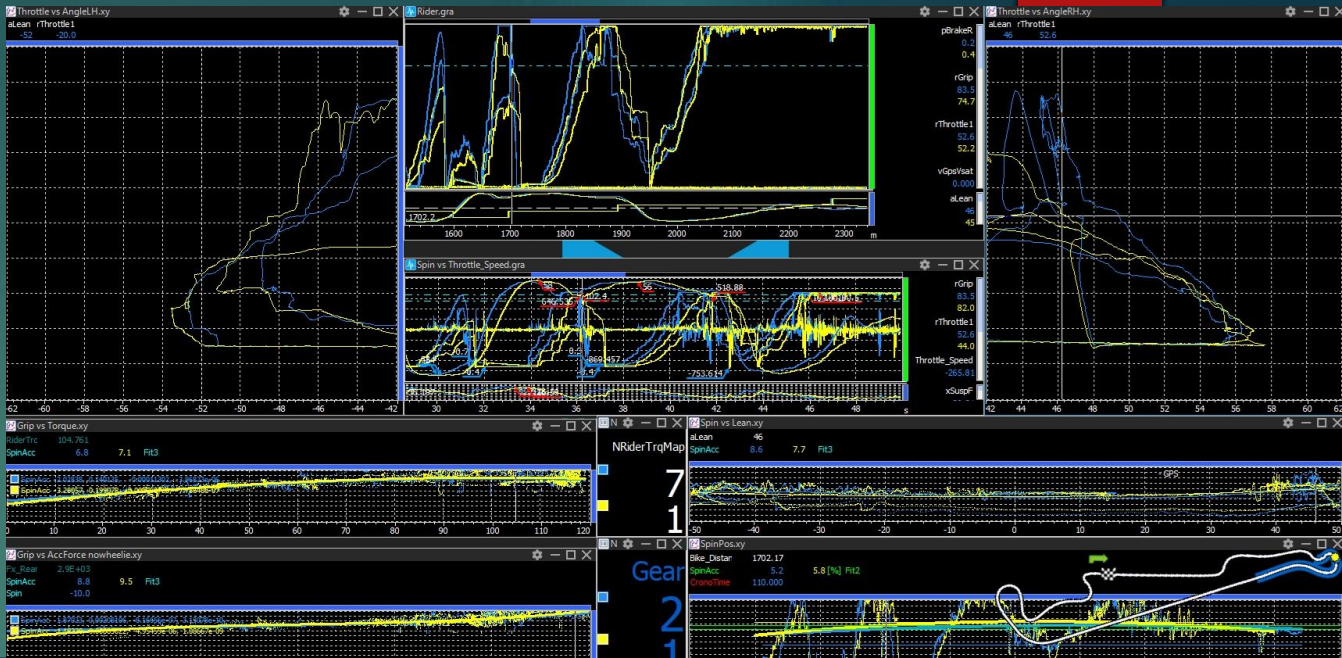 Throttle vs AngleLH.xy
aLean rThrottle1
-52 -20.0
-62 -60 -58 -56 -54 -52 -50 -48 -46 -44 -42
Rider.gra
pBrakeR
0.2
0.4
rGrip
83.5
74.7
rThrottle1
52.6
52.2
vGpsVsat
0.000
aLean
46
45
1702.2
1600 1700 1800 1900 2000 2100 2200 2300 m
Throttle vs AngleRH.xy
aLean rThrottle1
46 52.6
42 44 46 48 50 52 54 56 58 60 62
Spin vs Throttle_Speed.gra
58
56
518.88
-753.614
rGrip
83.5
82.0
rThrottle1
52.6
44.0
Throttle_Speed
-265.81
xSuspF
30 32 34 36 38 40 42 44 46 48 s
Grip vs Torque.xy
RiderTrc 104.761
SpinAcc 6.8 7.1 Fit3
0 10 20 30 40 50 60 70 80 90 100 110 120
N
NRiderTrqMap
7
1
Spin vs Lean.xy
aLean 46
SpinAcc 8.6 7.7 Fit3
GPS
-50 -40 -30 -20 -10 0 10 20 30 40 50
Grip vs AccForce nowheelie.xy
Fx_Rear 2.9E+03
SpinAcc 8.8 9.5 Fit3
Spin -10.0
N
Gear
2
1
SpinPos.xy
Bike_Distar 1702.17
SpinAcc 5.2 5.8 [%] Fit2
CronoTime 110.000